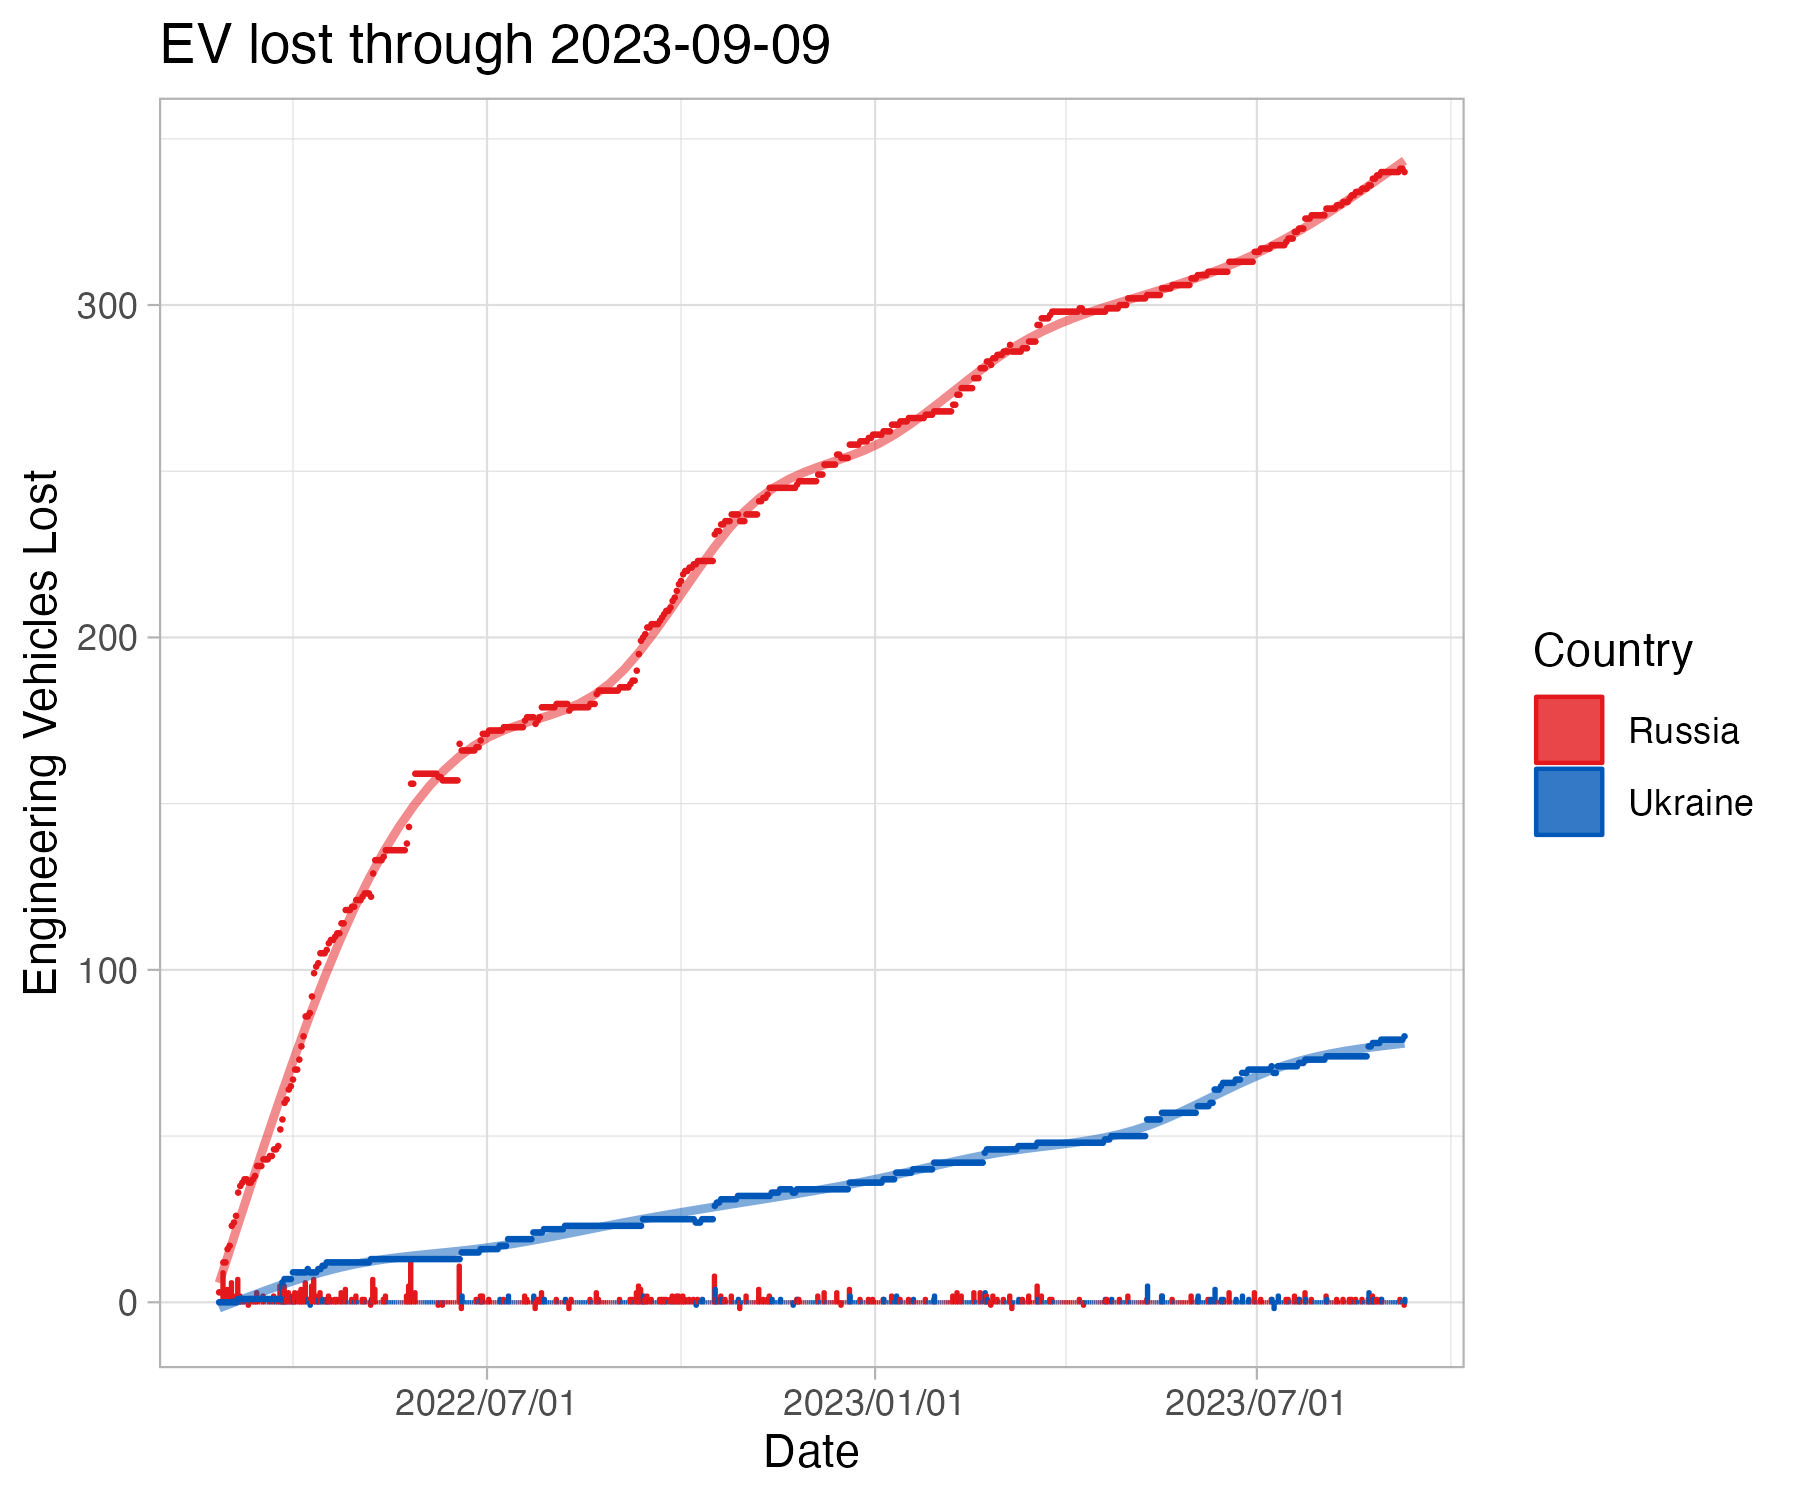 EV lost through 2023-09-09
Engineering Vehicles Lost
300
200
100
0
2022/07/01
2023/01/01
2023/07/01
Date
Country
Russia
Ukraine